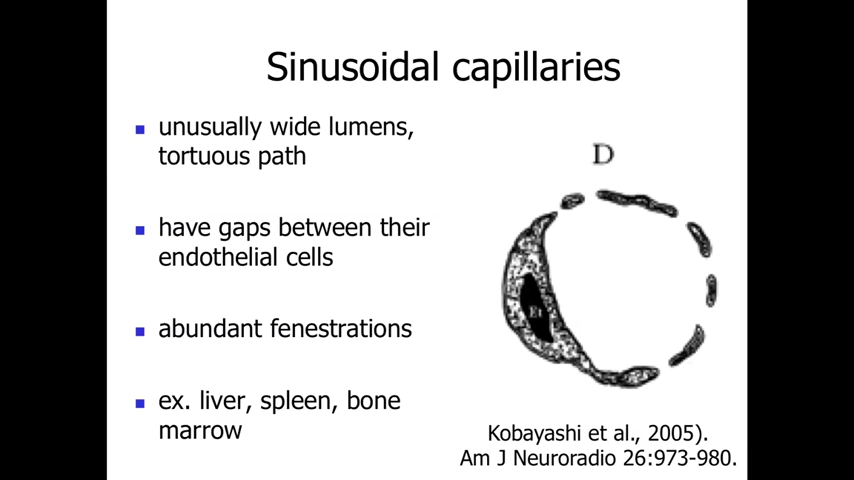 Sinusoidal capillaries
unusually wide lumens,
tortuous path
have gaps between their
endothelial cells
abundant fenestrations
ex. liver, spleen, bone
marrow
D
Et
Kobayashi et al., 2005).
Am J Neuroradio 26:973-980.